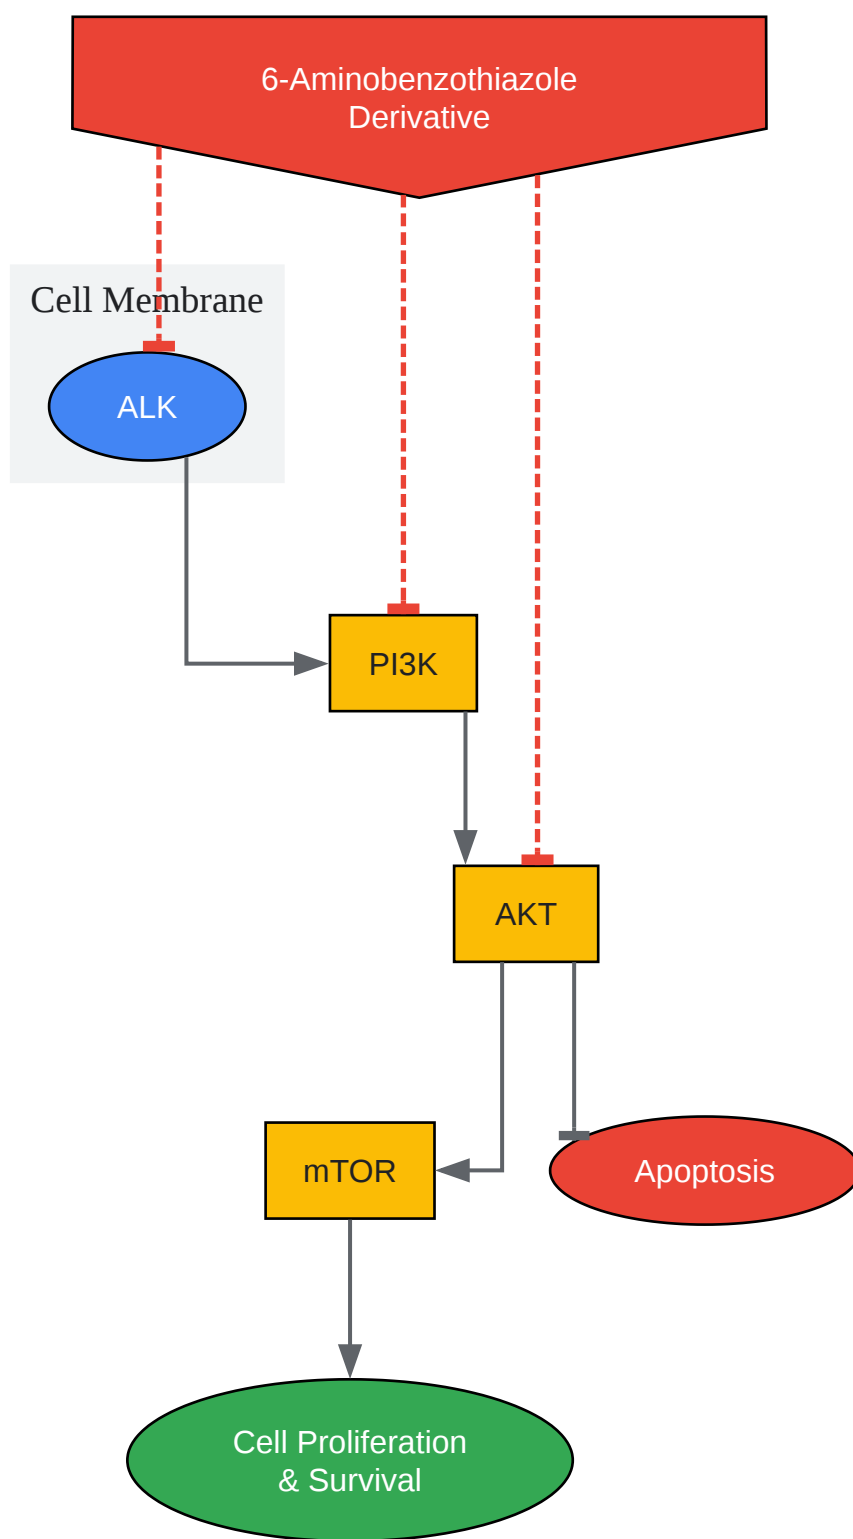 6-Aminobenzothiazole
Derivative
Cell Membrane
ALK
PI3K
AKT
mTOR
Apoptosis
Cell Proliferation
& Survival